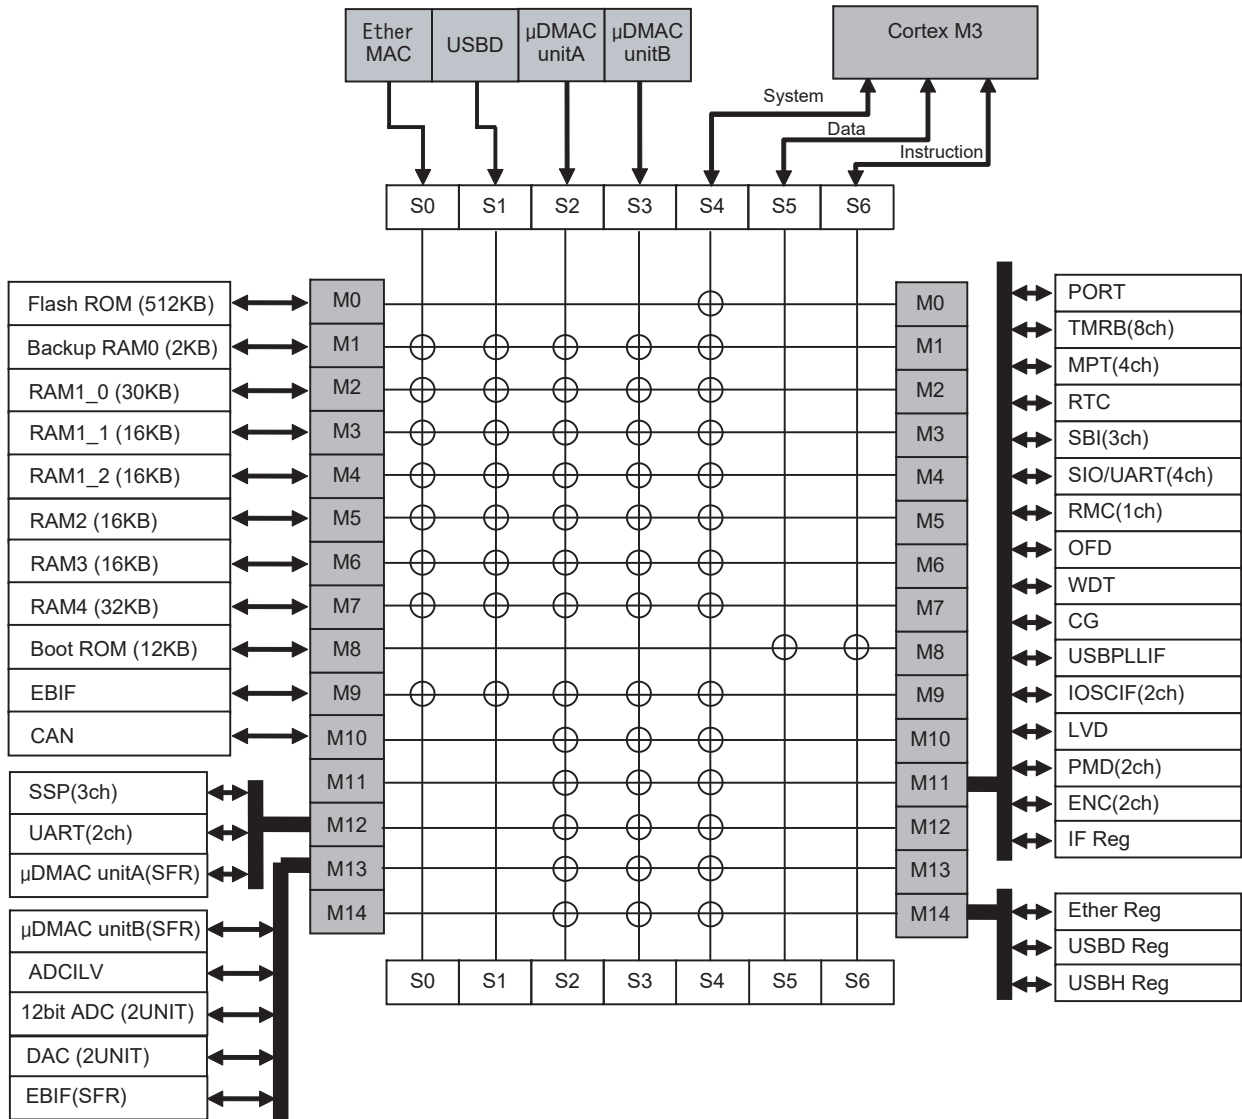 Ether
MAC
USBD
µDMAC
unitA
µDMAC
unitB
Cortex M3
System
Data
Instruction
S0
S1
S2
S3
S4
S5
S6
Flash ROM (512KB)
Backup RAM0 (2KB)
RAM1_0 (30KB)
RAM1_1 (16KB)
RAM1_2 (16KB)
RAM2 (16KB)
RAM3 (16KB)
RAM4 (32KB)
Boot ROM (12KB)
EBIF
CAN
SSP(3ch)
UART(2ch)
µDMAC unitA(SFR)
µDMAC unitB(SFR)
ADCILV
12bit ADC (2UNIT)
DAC (2UNIT)
EBIF(SFR)
M0
M1
M2
M3
M4
M5
M6
M7
M8
M9
M10
M11
M12
M13
M14
M0
M1
M2
M3
M4
M5
M6
M7
M8
M9
M10
M11
M12
M13
M14
S0
S1
S2
S3
S4
S5
S6
PORT
TMRB(8ch)
MPT(4ch)
RTC
SBI(3ch)
SIO/UART(4ch)
RMC(1ch)
OFD
WDT
CG
USBPLLIF
IOSCIF(2ch)
LVD
PMD(2ch)
ENC(2ch)
IF Reg
Ether Reg
USBD Reg
USBH Reg